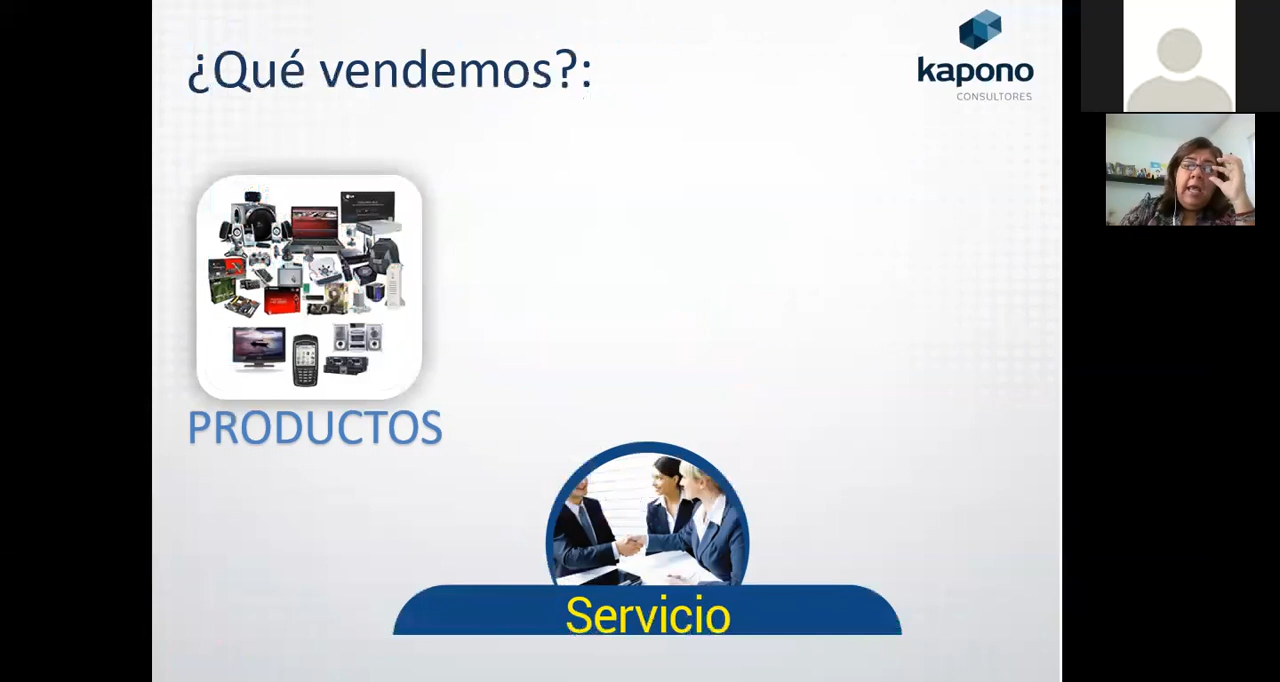 ¿Qué vendemos?:
kapono
CONSULTORES
PRODUCTOS
Servicio